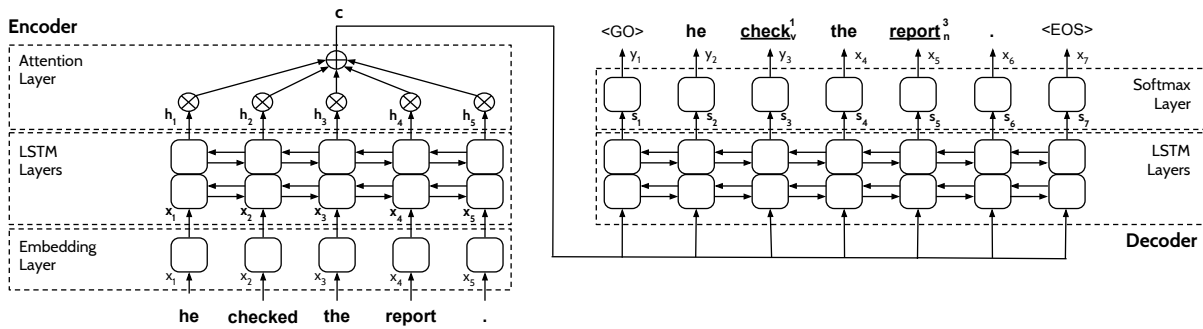 Encoder
c
Attention
Layer
h1 h2 h3 h4 h5
LSTM
Layers
x1 x2 x3 x4 x5
Embedding
Layer
x1 x2 x3 x4 x5
he checked the report .
<GO> he check1v the report3n . <EOS>
y1 y2 y3 x4 x5 x6 x7
Softmax
Layer
s1 s2 s3 s4 s5 s6 s7
LSTM
Layers
Decoder